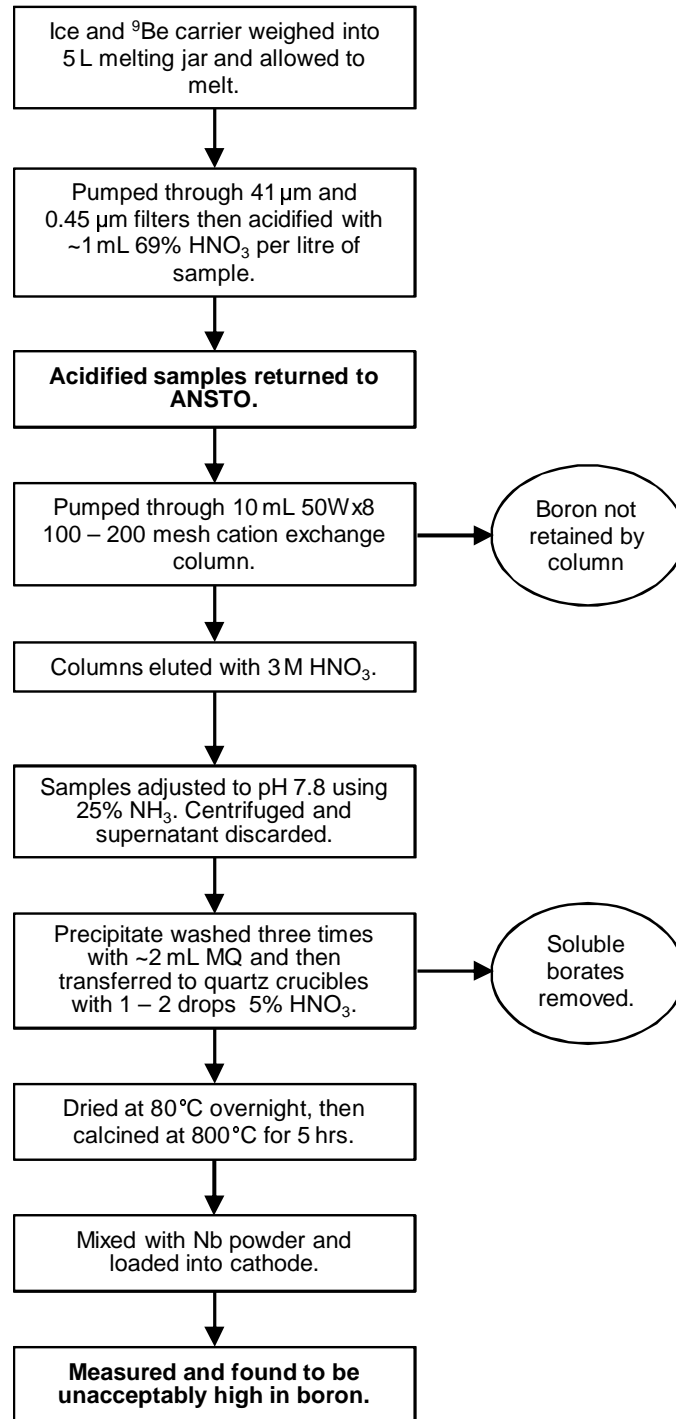 Ice and ⁹Be carrier weighed into
5 L melting jar and allowed to
melt.
Pumped through 41 µm and
0.45 µm filters then acidified with
~1 mL 69% HNO₃ per litre of
sample.
Acidified samples returned to
ANSTO.
Pumped through 10 mL 50Wx8
100 – 200 mesh cation exchange
column.
Boron not
retained by
column
Columns eluted with 3 M HNO₃.
Samples adjusted to pH 7.8 using
25% NH₃. Centrifuged and
supernatant discarded.
Precipitate washed three times
with ~2 mL MQ and then
transferred to quartz crucibles
with 1 – 2 drops 5% HNO₃.
Soluble
borates
removed.
Dried at 80°C overnight, then
calcined at 800°C for 5 hrs.
Mixed with Nb powder and
loaded into cathode.
Measured and found to be
unacceptably high in boron.